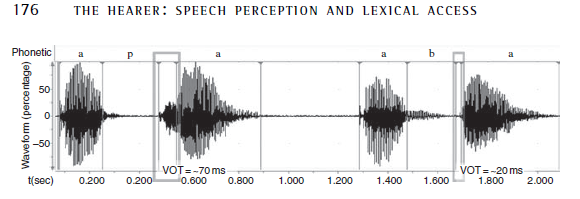 176 THE HEARER: SPEECH PERCEPTION AND LEXICAL ACCESS
Phonetic a p a a b a
Waveform (percentage)
50
0
−50
VOT = ~70 ms VOT = ~20 ms
t(sec) 0.200 0.200 0.600 0.800 1.000 1.200 1.400 1.600 1.800 2.000